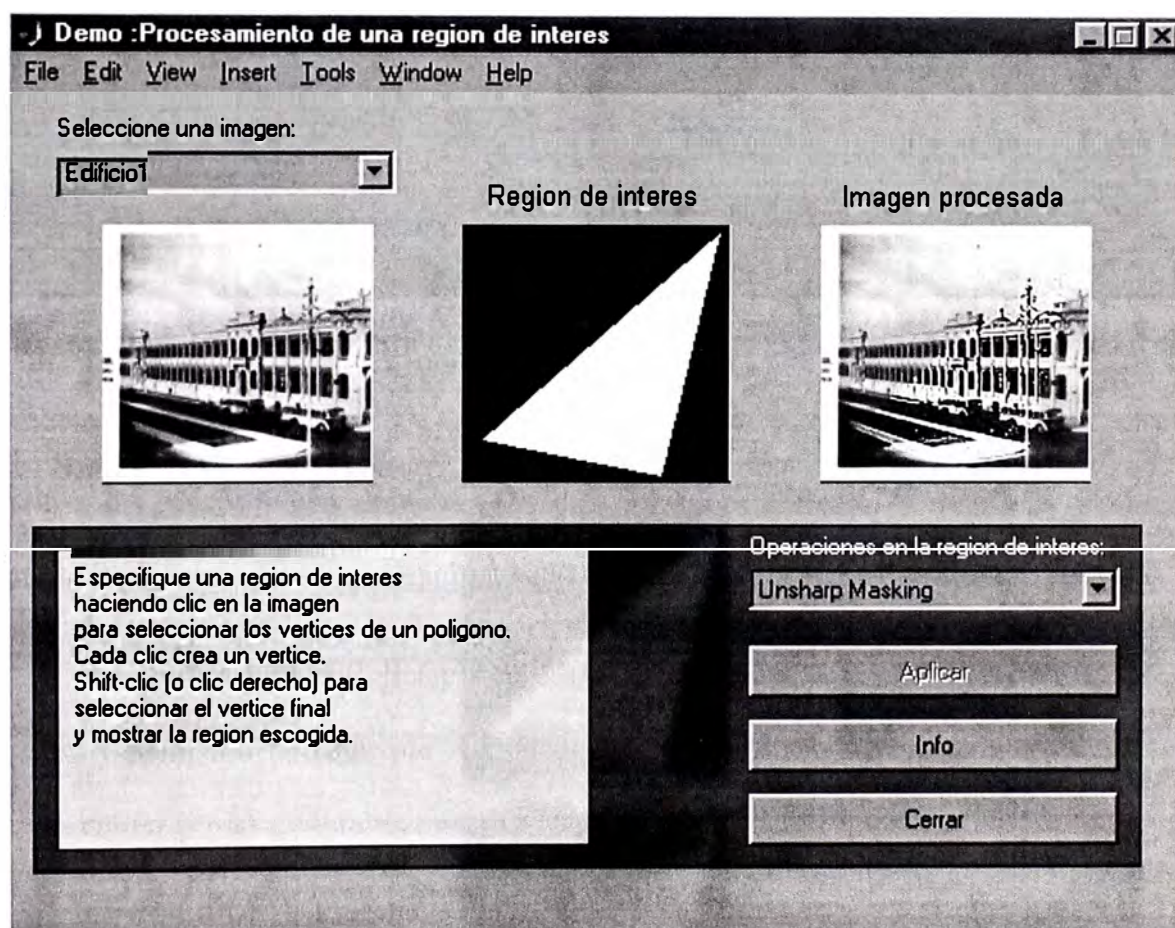 Demo :Procesamiento de una region de interes
File Edit View Insert Tools Window Help
Seleccione una imagen:
Edificio1
Region de interes
Imagen procesada
Especifique una region de interes
haciendo clic en la imagen
para seleccionar los vertices de un poligono.
Cada clic crea un vertice.
Shift-clic (o clic derecho) para
seleccionar el vertice final
y mostrar la region escogida.
Operaciones en la region de interes:
Unsharp Masking
Aplicar
Info
Cerrar